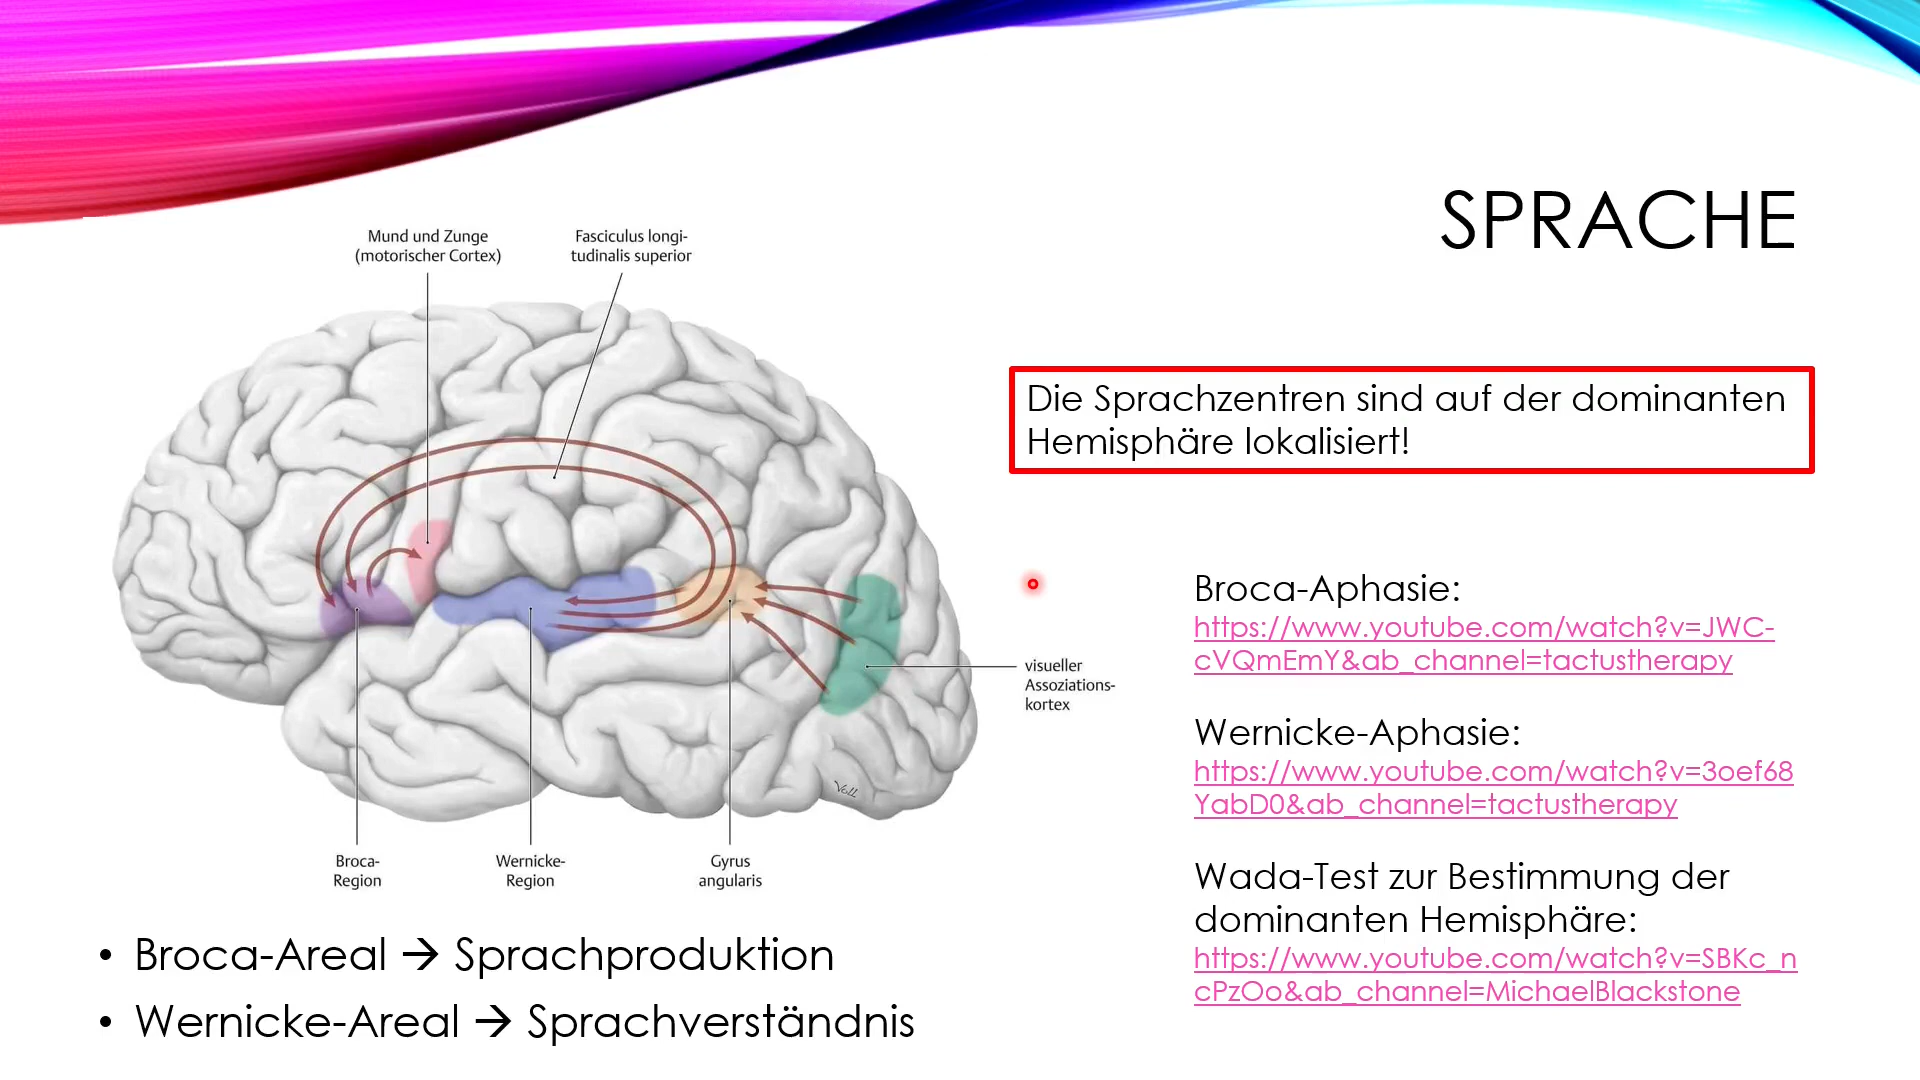 SPRACHE
Mund und Zunge
(motorischer Cortex)
Fasciculus longi-
tudinalis superior
visueller
Assoziations-
kortex
Voll
Broca-
Region
Wernicke-
Region
Gyrus
angularis
• Broca-Areal → Sprachproduktion
• Wernicke-Areal → Sprachverständnis
Die Sprachzentren sind auf der dominanten
Hemisphäre lokalisiert!
Broca-Aphasie:
https://www.youtube.com/watch?v=JWC-
cVQmEmY&ab_channel=tactustherapy
Wernicke-Aphasie:
https://www.youtube.com/watch?v=3oef68
YabD0&ab_channel=tactustherapy
Wada-Test zur Bestimmung der
dominanten Hemisphäre:
https://www.youtube.com/watch?v=SBKc_n
cPzOo&ab_channel=MichaelBlackstone